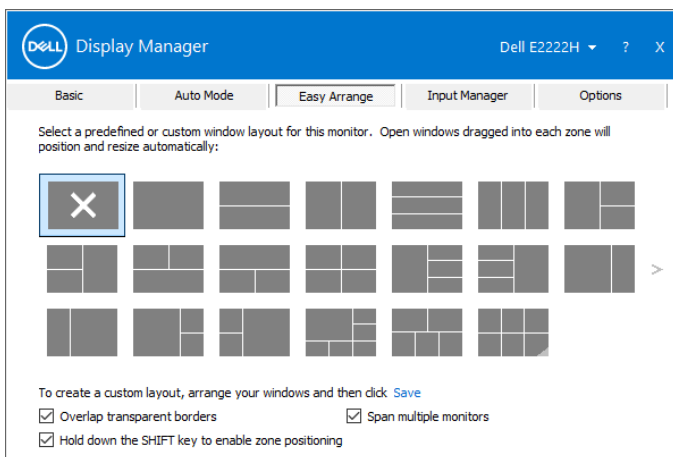 DELL Display Manager Dell E2222H ? X
Basic Auto Mode Easy Arrange Input Manager Options
Select a predefined or custom window layout for this monitor. Open windows dragged into each zone will
position and resize automatically:
>
To create a custom layout, arrange your windows and then click Save
Overlap transparent borders Span multiple monitors
Hold down the SHIFT key to enable zone positioning